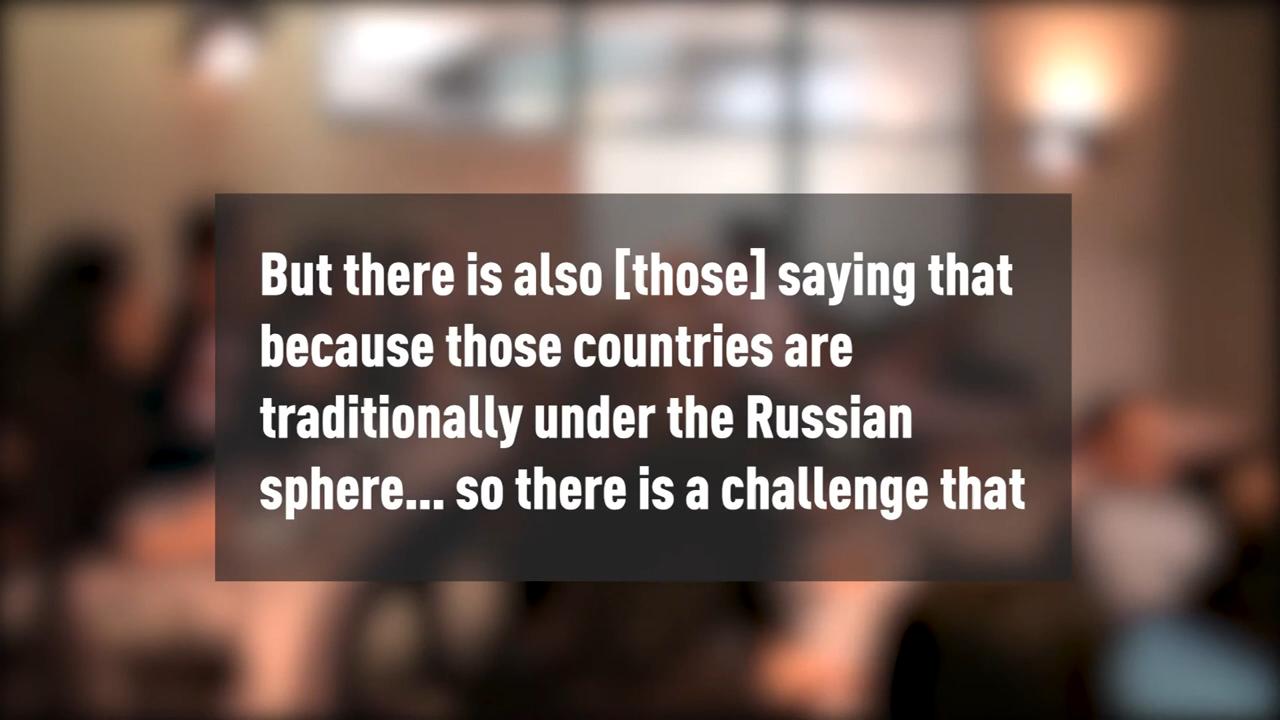 But there is also [those] saying that
because those countries are
traditionally under the Russian
sphere... so there is a challenge that